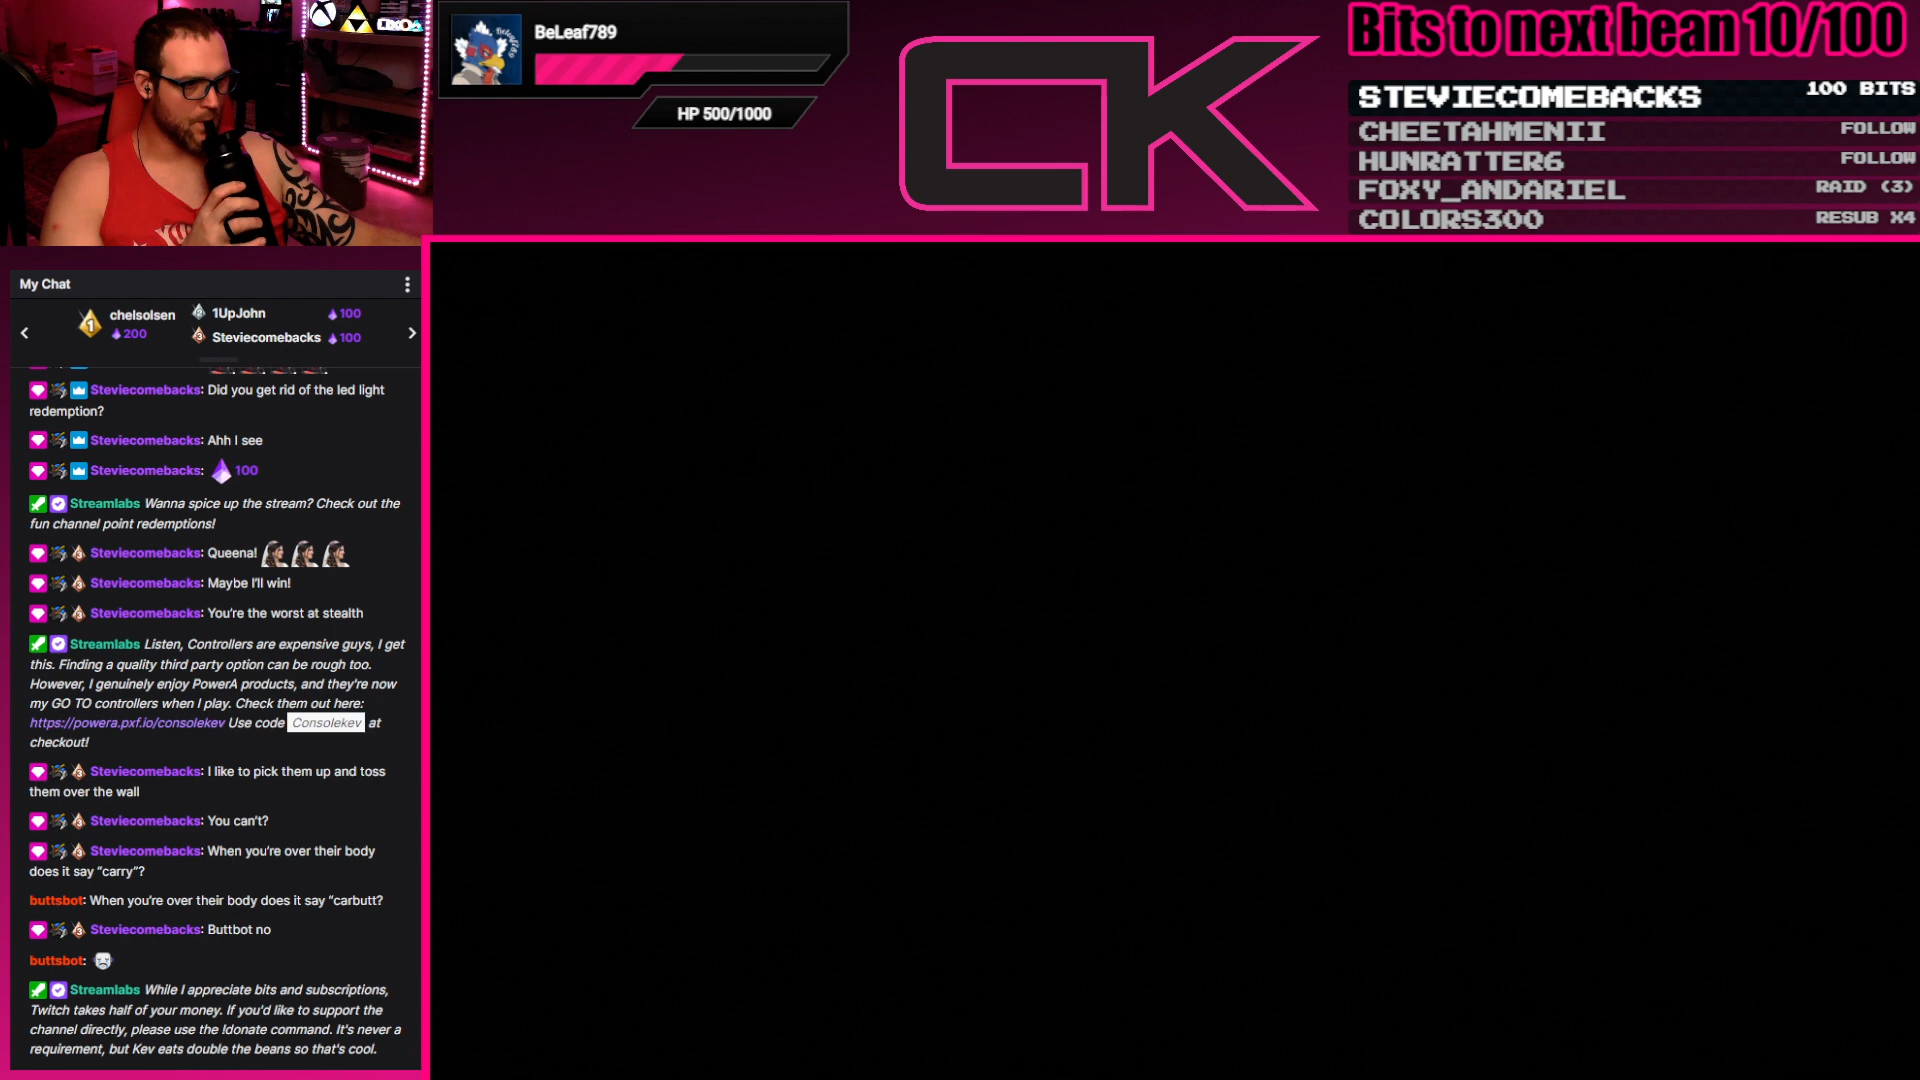 BeLeaf789
HP 500/1000
CK
Bits to next bean 10/100
STEVIECOMEBACKS 100 BITS
CHEETAHMENII FOLLOW
HUNRATTER6 FOLLOW
FOXY_ANDARIEL RAID (3)
COLORS300 RESUB X4
My Chat
1 chelsolsen 200
1UpJohn 100
Steviecomebacks 100
Steviecomebacks: Did you get rid of the led light
redemption?
Steviecomebacks: Ahh I see
Steviecomebacks: 100
Streamlabs Wanna spice up the stream? Check out the
fun channel point redemptions!
Steviecomebacks: Queena!
Steviecomebacks: Maybe I'll win!
Steviecomebacks: You're the worst at stealth
Streamlabs Listen, Controllers are expensive guys, I get
this. Finding a quality third party option can be rough too.
However, I genuinely enjoy PowerA products, and they're now
my GO TO controllers when I play. Check them out here:
https://powera.pxf.io/consolekev Use code Consolekev at
checkout!
Steviecomebacks: I like to pick them up and toss
them over the wall
Steviecomebacks: You can't?
Steviecomebacks: When you're over their body
does it say “carry”?
buttsbot: When you're over their body does it say “carbutt?
Steviecomebacks: Buttbot no
buttsbot:
Streamlabs While I appreciate bits and subscriptions,
Twitch takes half of your money. If you'd like to support the
channel directly, please use the !donate command. It's never a
requirement, but Kev eats double the beans so that's cool.